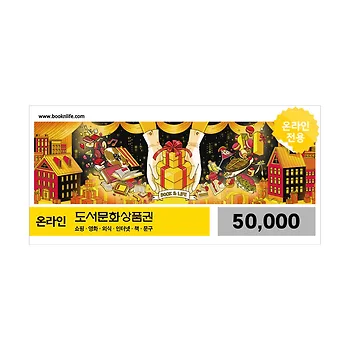 www.booknlife.com
온라인
전용
BOOK & LIFE
온라인 도서문화상품권
쇼핑 · 영화 · 외식 · 인터넷 · 책 · 문구
50,000